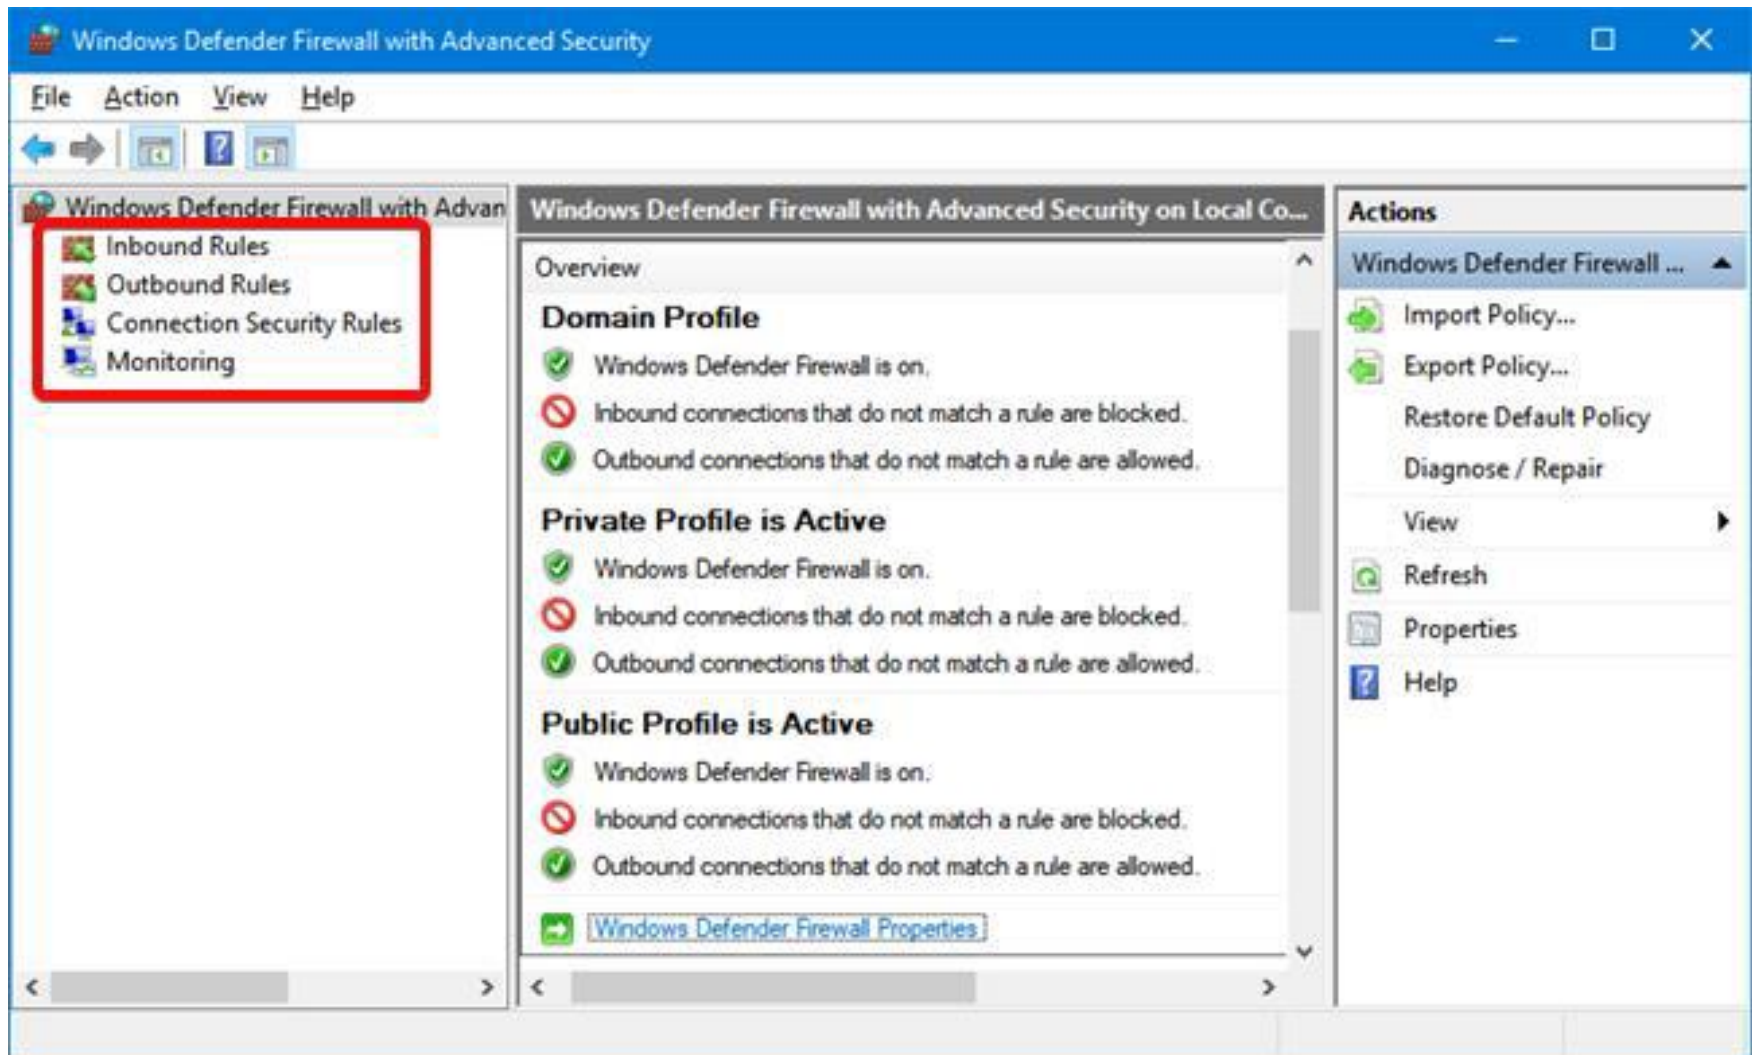 Windows Defender Firewall with Advanced Security
File Action View Help
Windows Defender Firewall with Advan
Inbound Rules
Outbound Rules
Connection Security Rules
Monitoring
Windows Defender Firewall with Advanced Security on Local Co...
Overview
Domain Profile
Windows Defender Firewall is on.
Inbound connections that do not match a rule are blocked.
Outbound connections that do not match a rule are allowed.
Private Profile is Active
Windows Defender Firewall is on.
Inbound connections that do not match a rule are blocked.
Outbound connections that do not match a rule are allowed.
Public Profile is Active
Windows Defender Firewall is on.
Inbound connections that do not match a rule are blocked.
Outbound connections that do not match a rule are allowed.
Windows Defender Firewall Properties
Actions
Windows Defender Firewall ...
Import Policy...
Export Policy...
Restore Default Policy
Diagnose / Repair
View
Refresh
Properties
Help